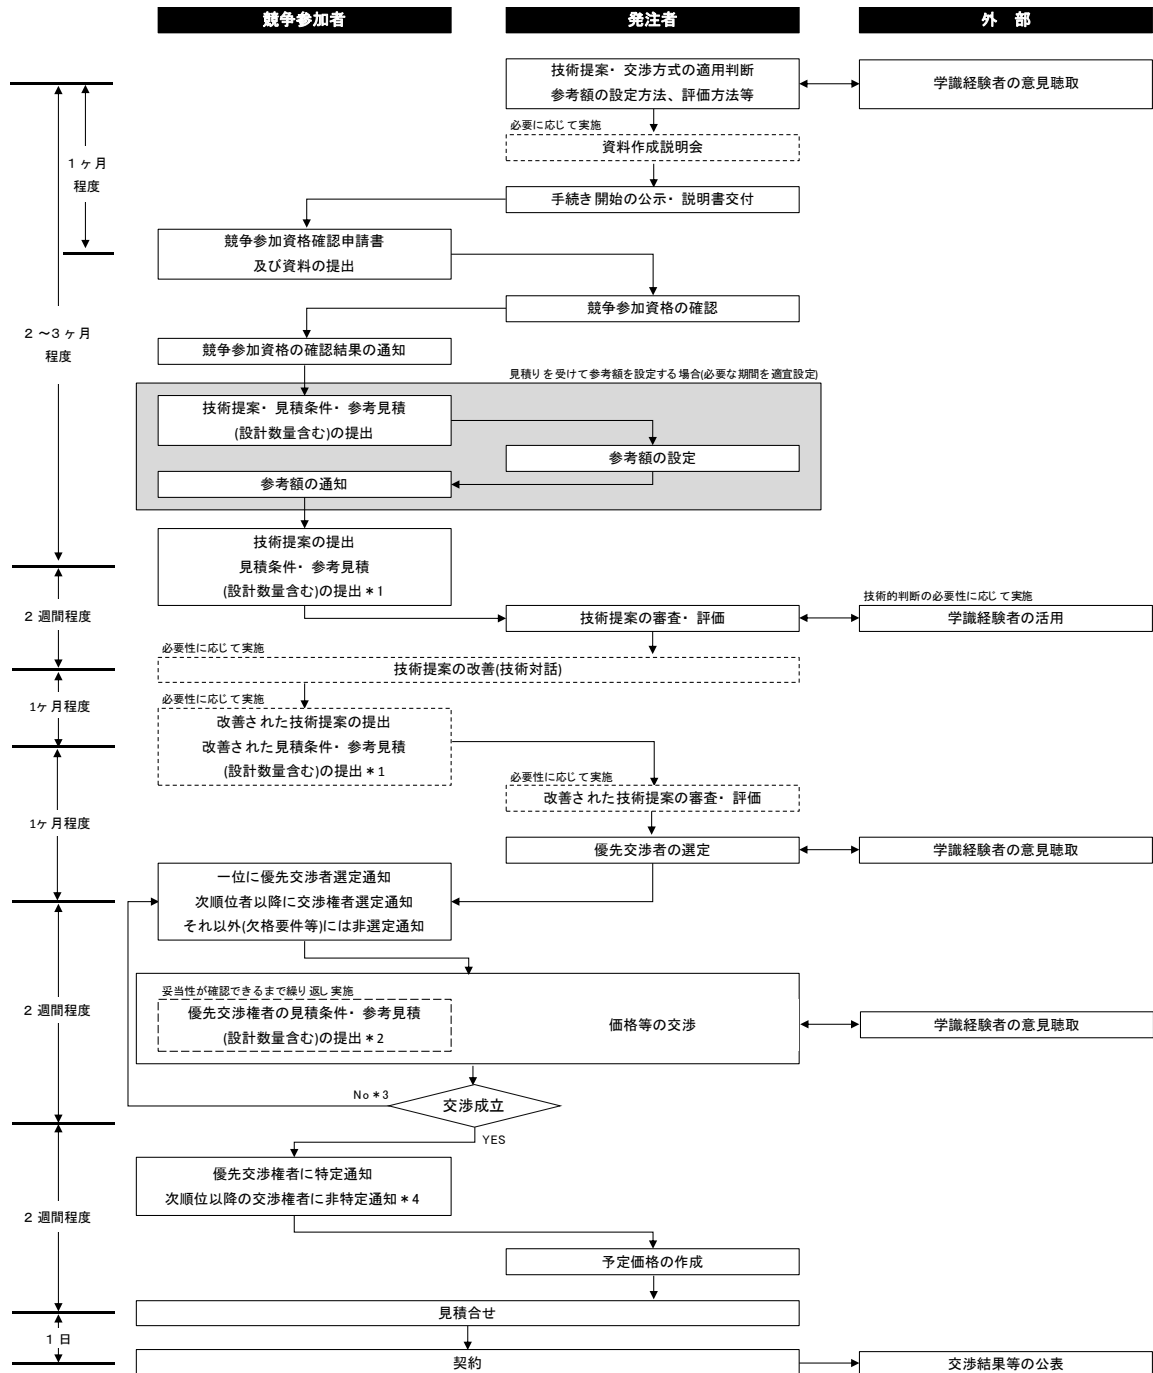 競争参加者
発注者
外 部
技術提案・交渉方式の適用判断
参考額の設定方法、評価方法等
学識経験者の意見聴取
必要に応じて実施
資料作成説明会
1ヶ月
程度
手続き開始の公示・説明書交付
競争参加資格確認申請書
及び資料の提出
競争参加資格の確認
2～3ヶ月
程度
競争参加資格の確認結果の通知
見積りを受けて参考額を設定する場合(必要な期間を適宜設定)
技術提案・見積条件・参考見積
(設計数量含む)の提出
参考額の設定
参考額の通知
技術提案の提出
見積条件・参考見積
(設計数量含む)の提出＊1
2週間程度
技術的判断の必要性に応じて実施
技術提案の審査・評価
学識経験者の活用
必要性に応じて実施
技術提案の改善(技術対話)
1ヶ月程度
必要性に応じて実施
改善された技術提案の提出
改善された見積条件・参考見積
(設計数量含む)の提出＊1
必要性に応じて実施
改善された技術提案の審査・評価
1ヶ月程度
優先交渉者の選定
学識経験者の意見聴取
一位に優先交渉者選定通知
次順位者以降に交渉権者選定通知
それ以外(欠格要件等)には非選定通知
2週間程度
妥当性が確認できるまで繰り返し実施
優先交渉権者の見積条件・参考見積
(設計数量含む)の提出＊2
価格等の交渉
学識経験者の意見聴取
No＊3
交渉成立
YES
優先交渉権者に特定通知
次順位以降の交渉権者に非特定通知＊4
2週間程度
予定価格の作成
見積合せ
1日
契約
交渉結果等の公表